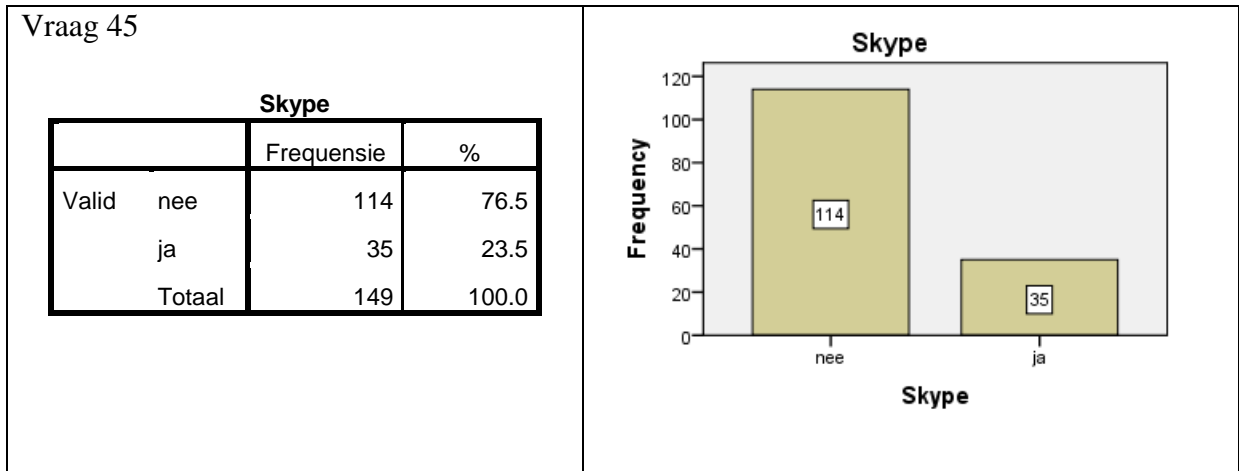 Vraag 45
Skype
Frequensie %
Valid nee 114 76.5
ja 35 23.5
Totaal 149 100.0
Skype
Frequency
120
100
80
60
40
20
0
114
35
nee ja
Skype